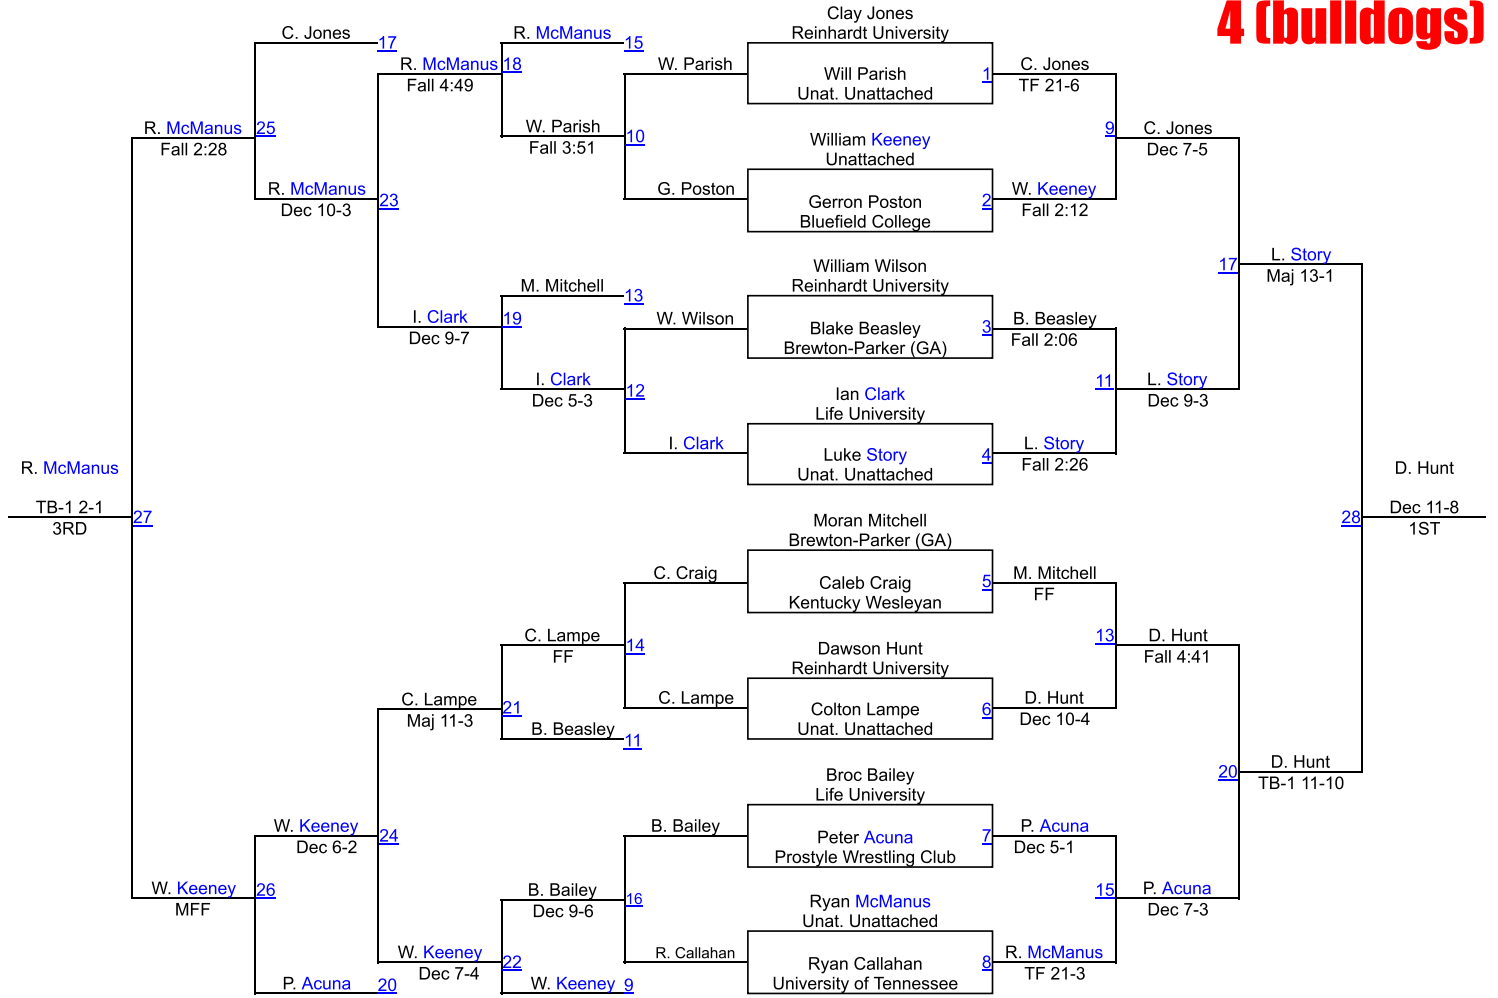 4 (bulldogs)
Clay Jones
Reinhardt University
C. Jones
17
R. McManus
15
R. McManus
18
Fall 4:49
W. Parish
Will Parish
Unat. Unattached
1
C. Jones
TF 21-6
R. McManus
25
Fall 2:28
W. Parish
Fall 3:51
10
William Keeney
Unattached
9
C. Jones
Dec 7-5
R. McManus
Dec 10-3
23
G. Poston
Gerron Poston
Bluefield College
2
W. Keeney
Fall 2:12
William Wilson
Reinhardt University
17
L. Story
Maj 13-1
M. Mitchell
13
I. Clark
Dec 9-7
19
W. Wilson
Blake Beasley
Brewton-Parker (GA)
3
B. Beasley
Fall 2:06
I. Clark
Dec 5-3
12
Ian Clark
Life University
11
L. Story
Dec 9-3
I. Clark
Luke Story
Unat. Unattached
4
L. Story
Fall 2:26
R. McManus
TB-1 2-1
3RD
27
D. Hunt
Dec 11-8
1ST
28
Moran Mitchell
Brewton-Parker (GA)
C. Craig
Caleb Craig
Kentucky Wesleyan
5
M. Mitchell
FF
C. Lampe
FF
14
Dawson Hunt
Reinhardt University
13
D. Hunt
Fall 4:41
C. Lampe
Maj 11-3
21
C. Lampe
Colton Lampe
Unat. Unattached
6
D. Hunt
Dec 10-4
B. Beasley
11
Broc Bailey
Life University
20
D. Hunt
TB-1 11-10
W. Keeney
Dec 6-2
24
B. Bailey
Peter Acuna
Prostyle Wrestling Club
7
P. Acuna
Dec 5-1
W. Keeney
MFF
26
B. Bailey
Dec 9-6
16
Ryan McManus
Unat. Unattached
15
P. Acuna
Dec 7-3
W. Keeney
Dec 7-4
22
R. Callahan
Ryan Callahan
University of Tennessee
8
R. McManus
TF 21-3
P. Acuna
20
W. Keeney
9